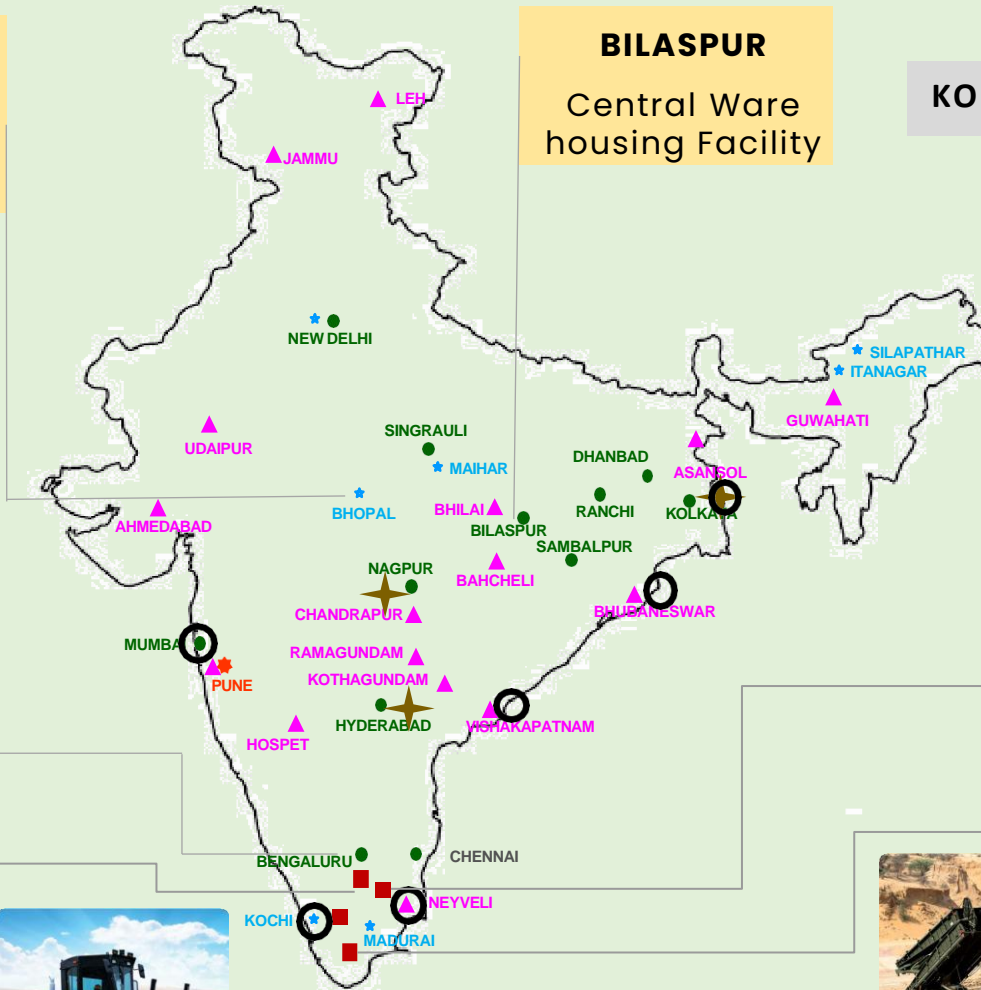 BILASPUR
Central Ware
housing Facility
KO
LEH
JAMMU
NEW DELHI
SILAPATHAR
ITANAGAR
GUWAHATI
UDAIPUR
SINGRAULI
MAIHAR
DHANBAD
ASANSOL
BHOPAL
BHILAI
RANCHI
KOLKATA
AHMEDABAD
BILASPUR
SAMBALPUR
NAGPUR
BAHCHELI
CHANDRAPUR
BHUBANESWAR
MUMBA
RAMAGUNDAM
KOTHAGUNDAM
PUNE
HYDERABAD
VISHAKAPATNAM
HOSPET
BENGALURU
CHENNAI
NEYVELI
KOCHI
MADURAI